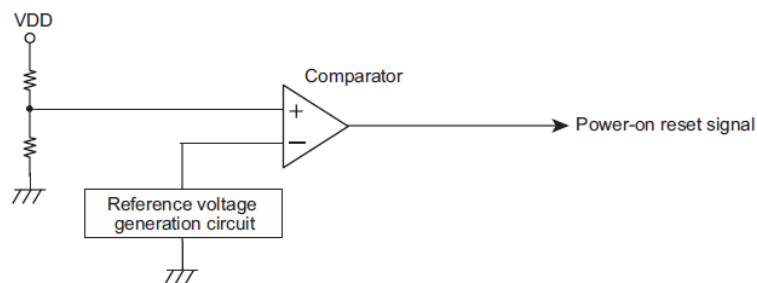 VDD
Comparator
+
Power-on reset signal
−
Reference voltage
generation circuit